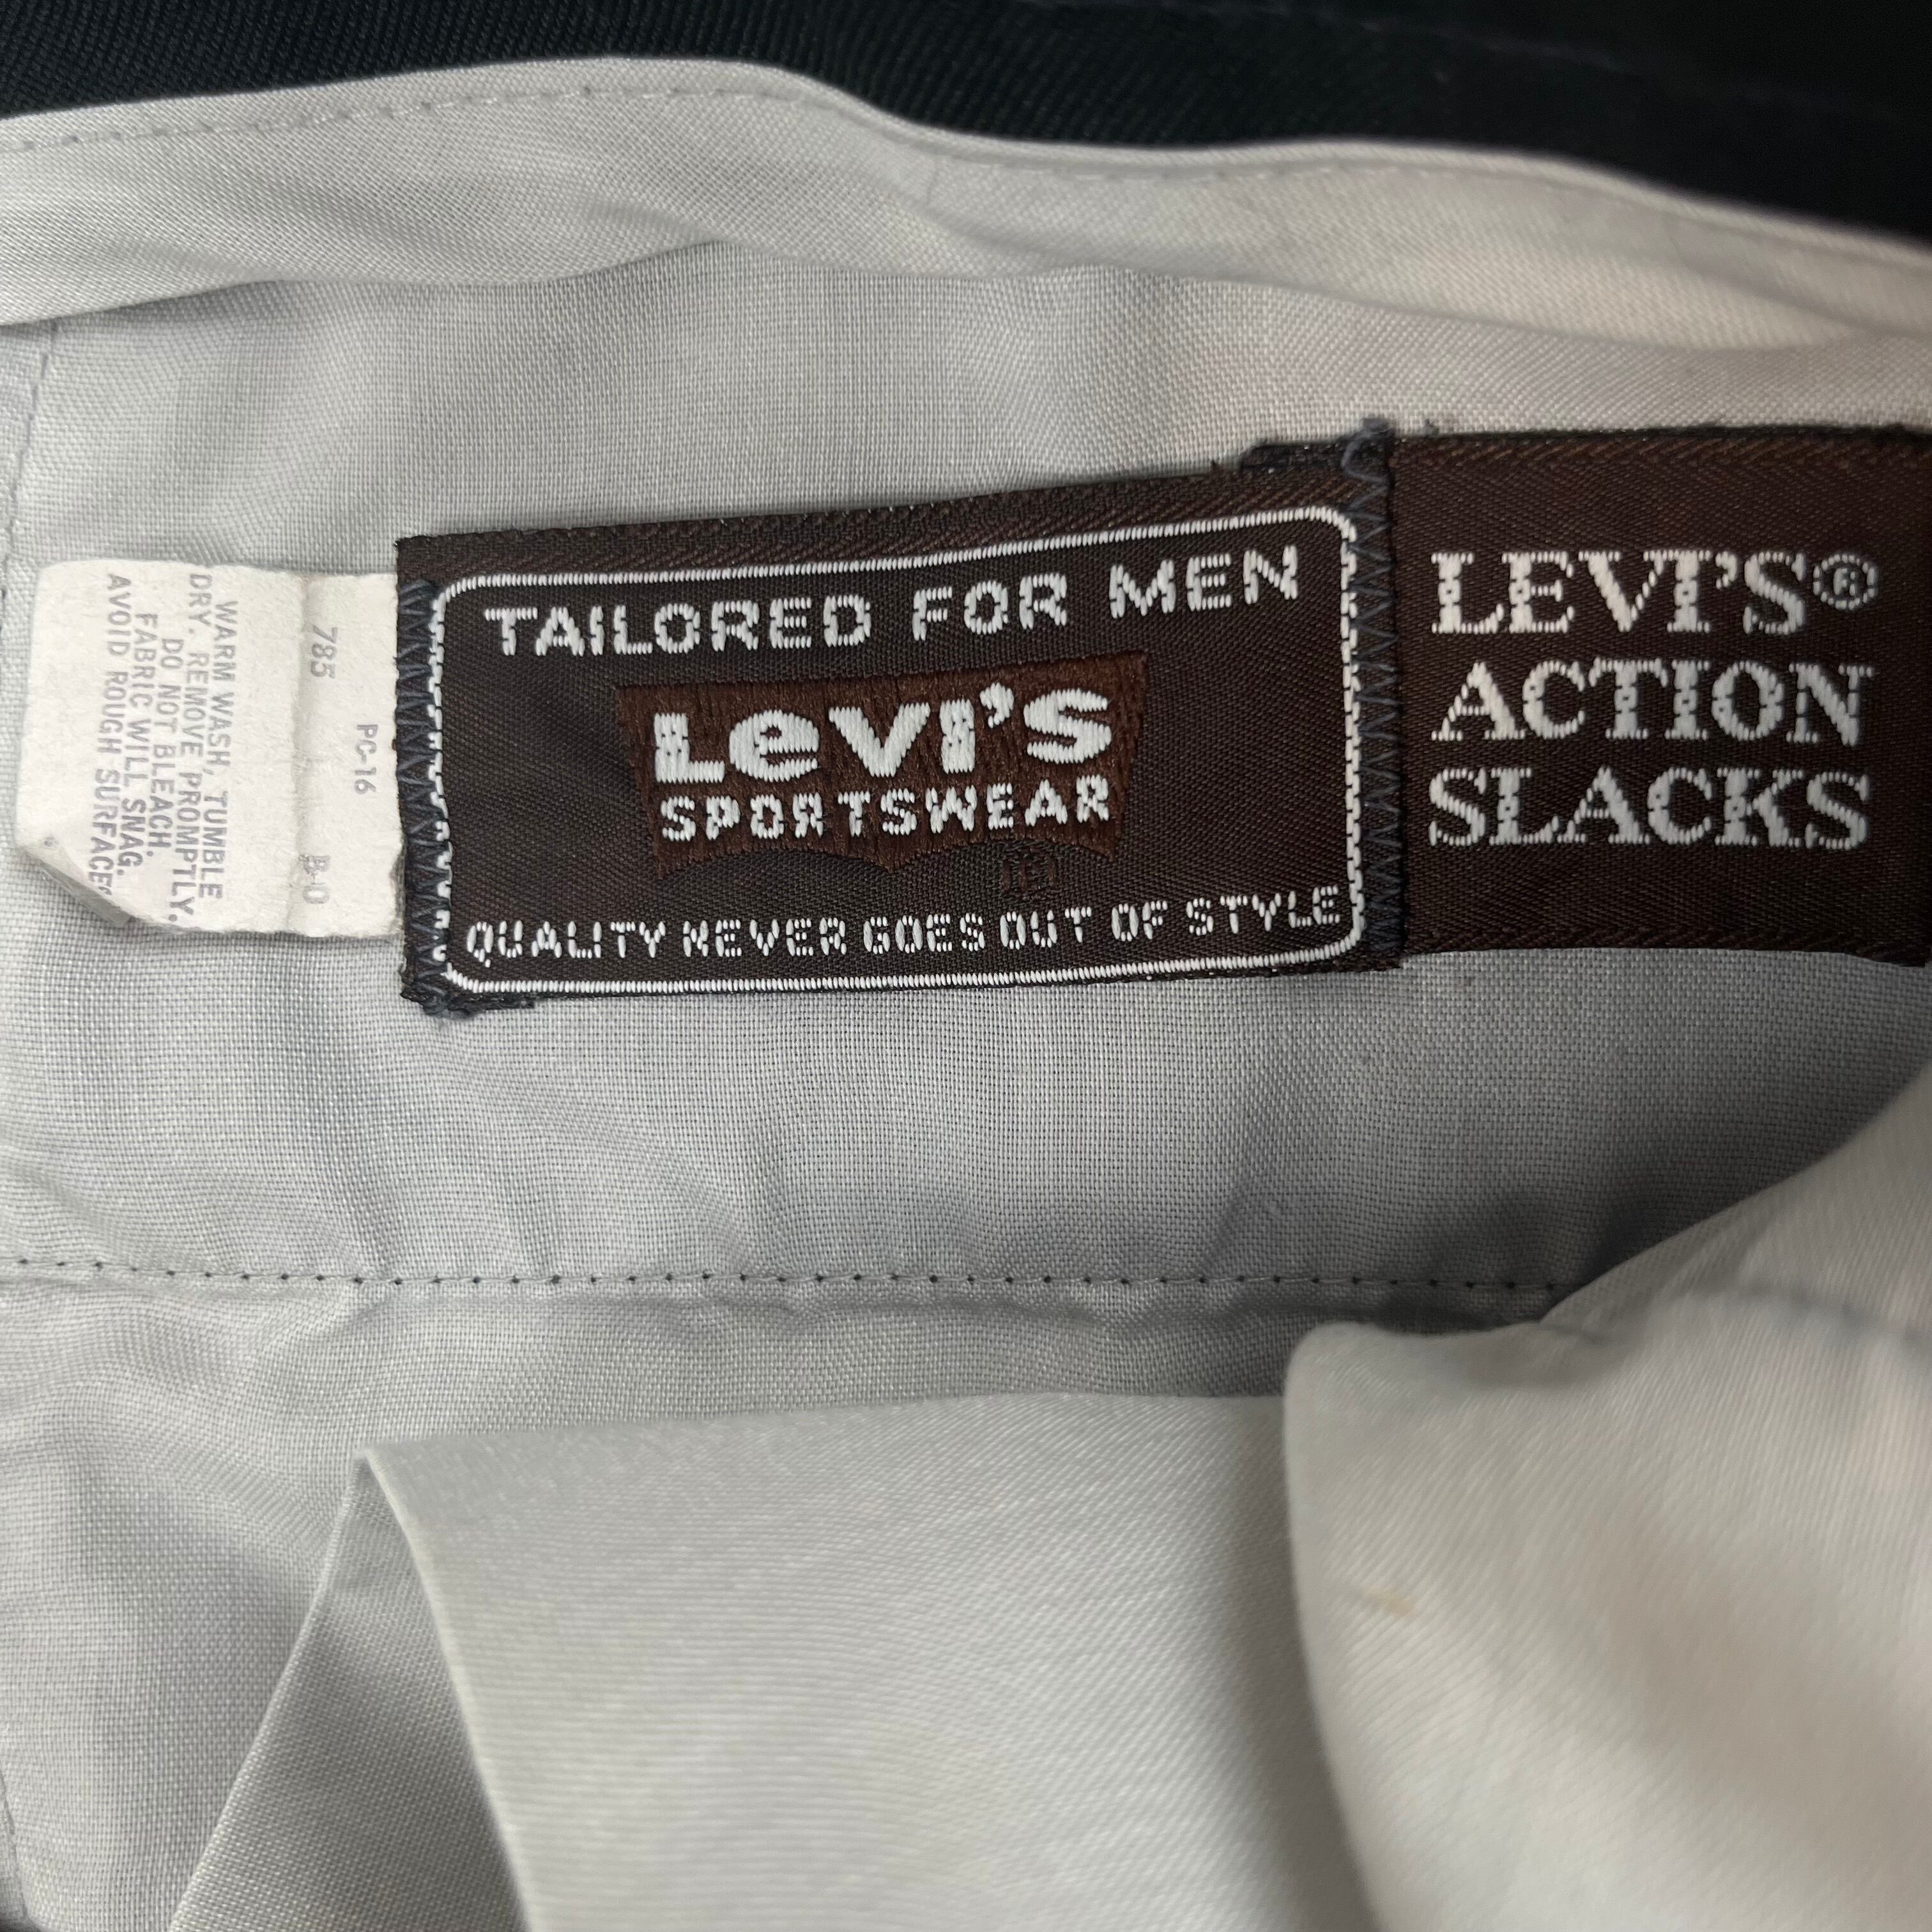 TAILORED FOR MEN
LEVI'S
SPORTSWEAR
®
QUALITY NEVER GOES OUT OF STYLE
LEVI'S®
ACTION
SLACKS
785
PC-16
B-0
WARM WASH, TUMBLE
DRY. REMOVE PROMPTLY.
DO NOT BLEACH.
FABRIC WILL SNAG.
AVOID ROUGH SURFACES